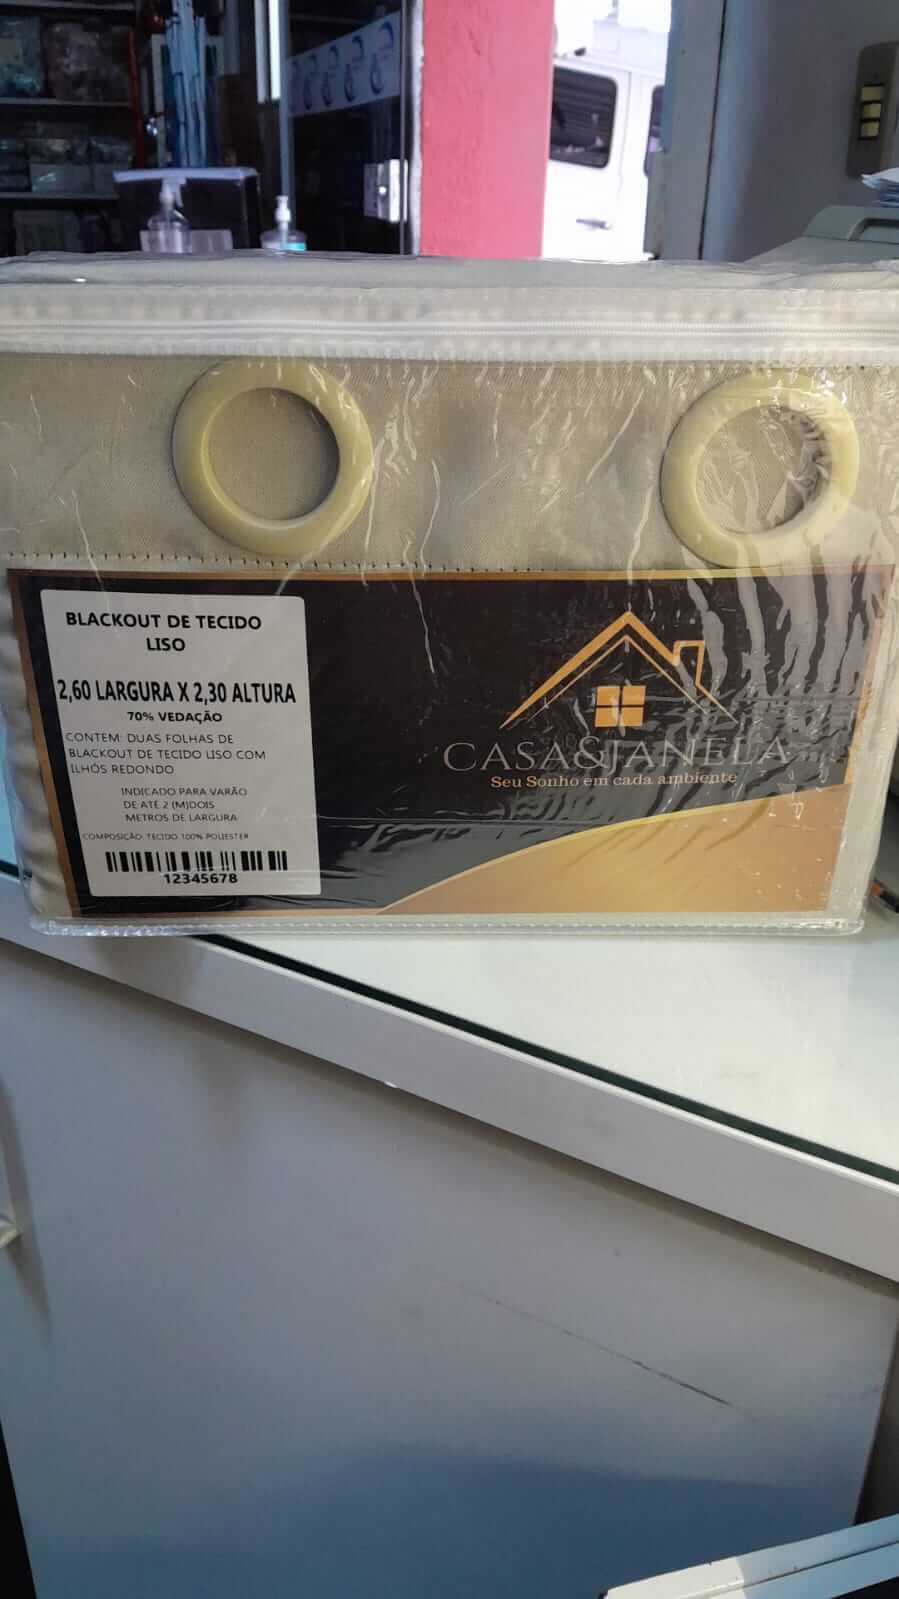 BLACKOUT DE TECIDO
LISO
2,60 LARGURA X 2,30 ALTURA
70% VEDAÇÃO
CONTEM: DUAS FOLHAS DE
BLACKOUT DE TECIDO LISO COM
ILHÓS REDONDO
INDICADO PARA VARÃO
DE ATÉ 2 (M)DOIS
METROS DE LARGURA
COMPOSIÇÃO: TECIDO 100% POLIESTER
12345678
CASA&JANELA
Seu Sonho em cada ambiente